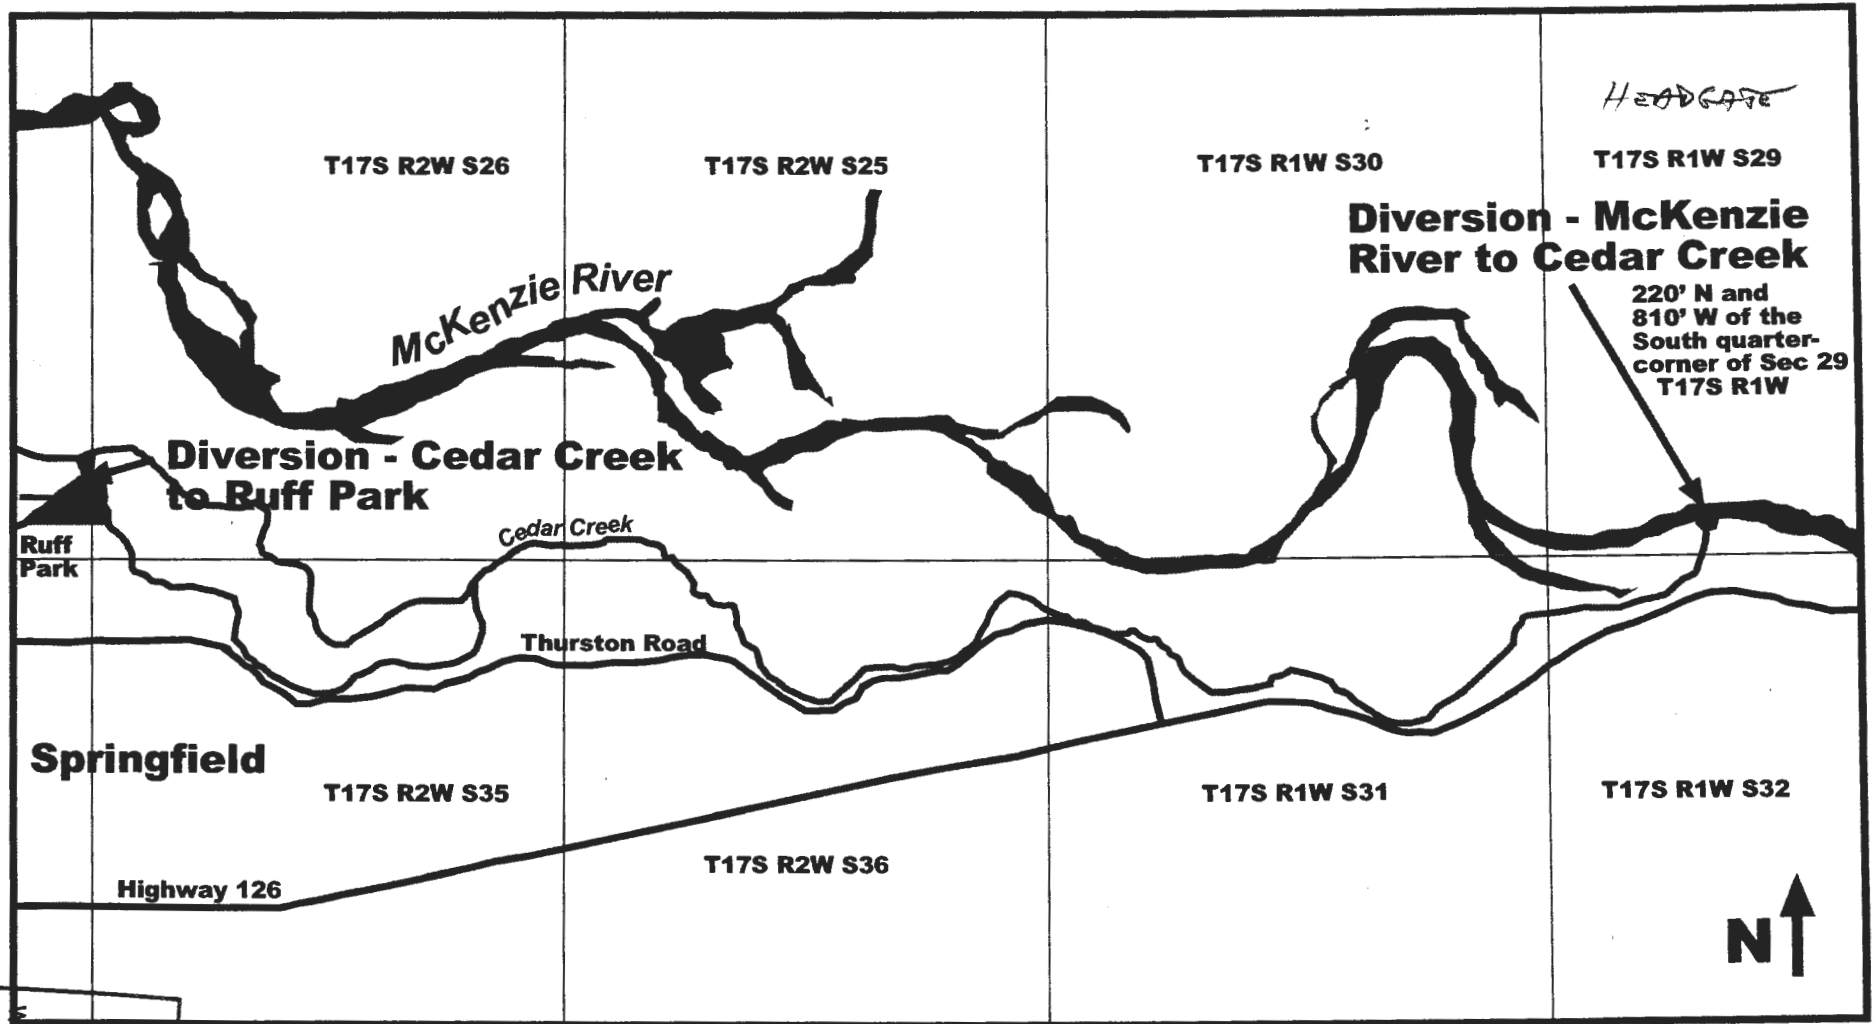 HEADGATE
T17S R2W S26
T17S R2W S25
T17S R1W S30
T17S R1W S29
Diversion - McKenzie
River to Cedar Creek
220' N and
810' W of the
South quarter-
corner of Sec 29
T17S R1W
McKenzie River
Diversion - Cedar Creek
to Ruff Park
Cedar Creek
Ruff
Park
Thurston Road
Springfield
T17S R2W S35
T17S R1W S31
T17S R1W S32
T17S R2W S36
Highway 126
N